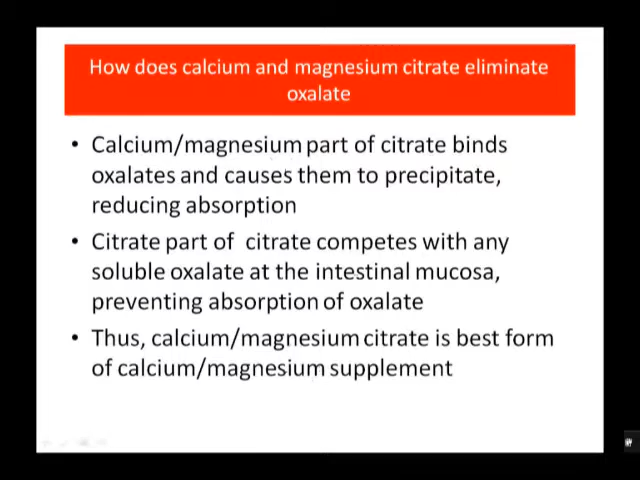 How does calcium and magnesium citrate eliminate
oxalate
• Calcium/magnesium part of citrate binds
oxalates and causes them to precipitate,
reducing absorption
• Citrate part of citrate competes with any
soluble oxalate at the intestinal mucosa,
preventing absorption of oxalate
• Thus, calcium/magnesium citrate is best form
of calcium/magnesium supplement